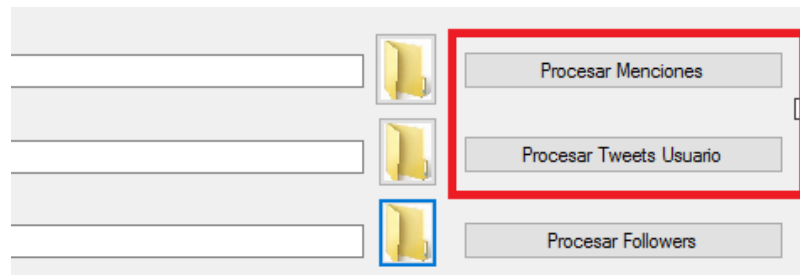 Procesar Menciones
Procesar Tweets Usuario
Procesar Followers